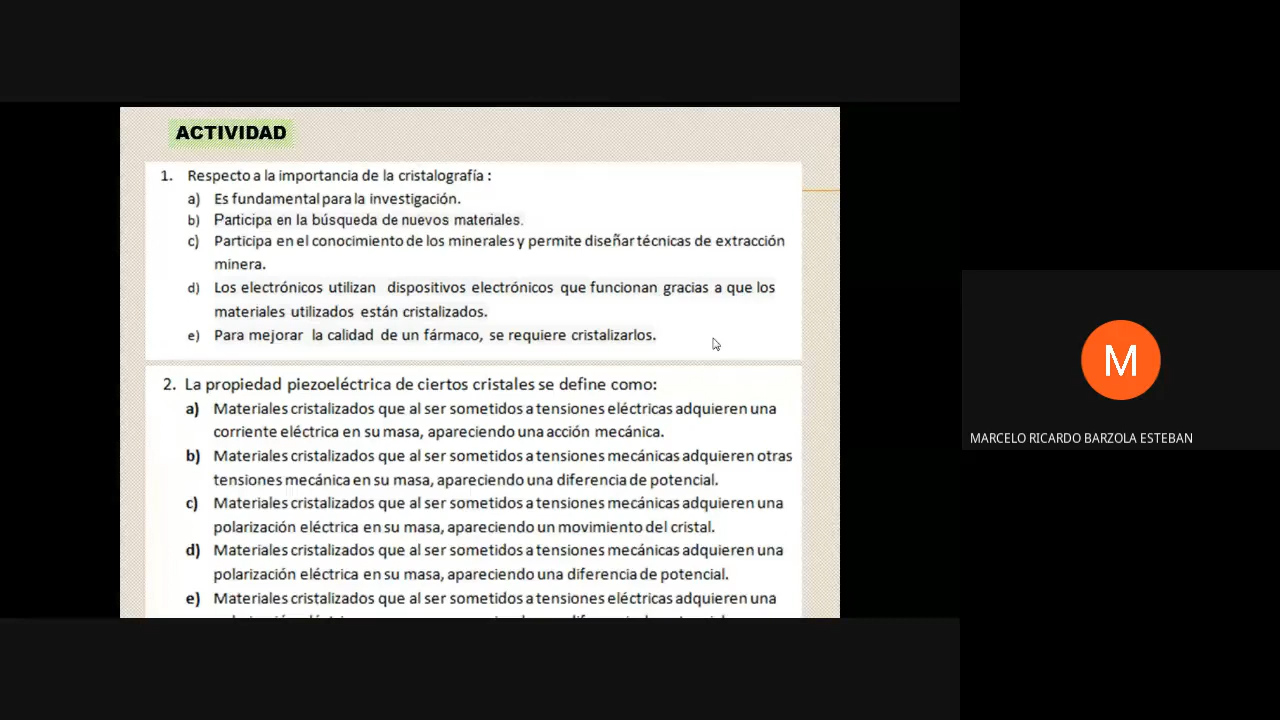 ACTIVIDAD
1. Respecto a la importancia de la cristalografía :
a) Es fundamental para la investigación.
b) Participa en la búsqueda de nuevos materiales.
c) Participa en el conocimiento de los minerales y permite diseñar técnicas de extracción
minera.
d) Los electrónicos utilizan dispositivos electrónicos que funcionan gracias a que los
materiales utilizados están cristalizados.
e) Para mejorar la calidad de un fármaco, se requiere cristalizarlos.
2. La propiedad piezoeléctrica de ciertos cristales se define como:
a) Materiales cristalizados que al ser sometidos a tensiones eléctricas adquieren una
corriente eléctrica en su masa, apareciendo una acción mecánica.
b) Materiales cristalizados que al ser sometidos a tensiones mecánicas adquieren otras
tensiones mecánica en su masa, apareciendo una diferencia de potencial.
c) Materiales cristalizados que al ser sometidos a tensiones mecánicas adquieren una
polarización eléctrica en su masa, apareciendo un movimiento del cristal.
d) Materiales cristalizados que al ser sometidos a tensiones mecánicas adquieren una
polarización eléctrica en su masa, apareciendo una diferencia de potencial.
e) Materiales cristalizados que al ser sometidos a tensiones eléctricas adquieren una
M
MARCELO RICARDO BARZOLA ESTEBAN